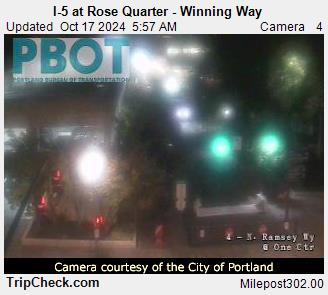 I-5 at Rose Quarter - Winning Way
Updated Oct 17 2024 5:57 AM Camera 4
PBOT
PORTLAND BUREAU OF TRANSPORTATION
4 - N. Ramsey Wy
@ One Ctr
Camera courtesy of the City of Portland
TripCheck.com Milepost302.00